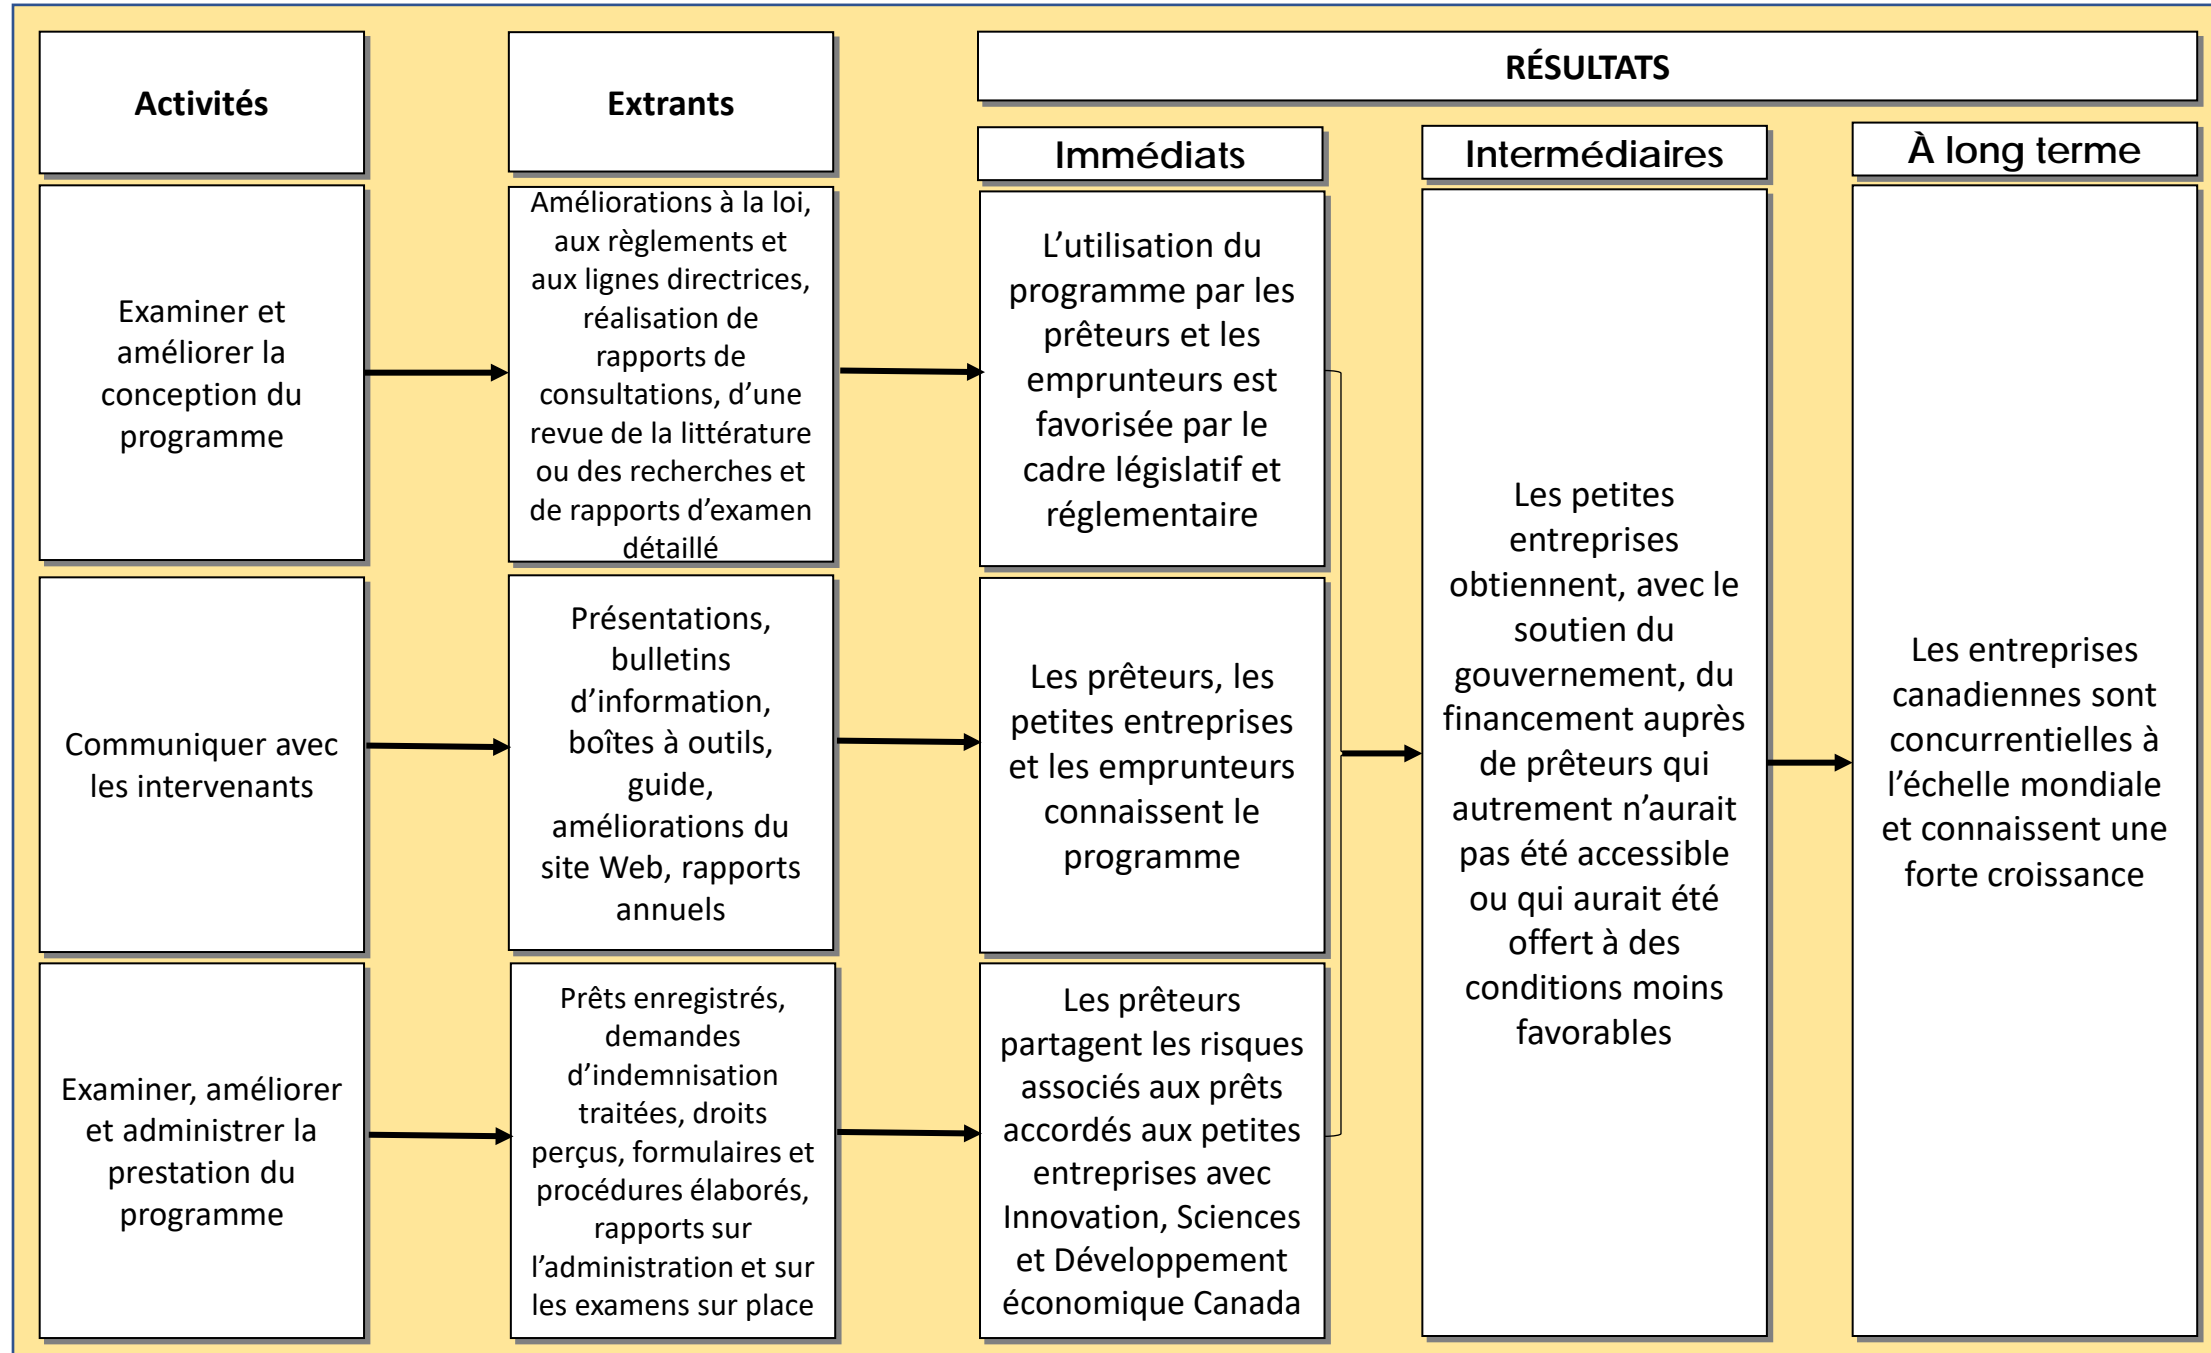 Activités
Extrants
RÉSULTATS
Immédiats
Intermédiaires
À long terme
Examiner et
améliorer la
conception du
programme
Améliorations à la loi,
aux règlements et
aux lignes directrices,
réalisation de
rapports de
consultations, d’une
revue de la littérature
ou des recherches et
de rapports d’examen
détaillé
L’utilisation du
programme par les
prêteurs et les
emprunteurs est
favorisée par le
cadre législatif et
réglementaire
Communiquer avec
les intervenants
Présentations,
bulletins
d’information,
boîtes à outils,
guide,
améliorations du
site Web, rapports
annuels
Les prêteurs, les
petites entreprises
et les emprunteurs
connaissent le
programme
Examiner, améliorer
et administrer la
prestation du
programme
Prêts enregistrés,
demandes
d’indemnisation
traitées, droits
perçus, formulaires et
procédures élaborés,
rapports sur
l’administration et sur
les examens sur place
Les prêteurs
partagent les risques
associés aux prêts
accordés aux petites
entreprises avec
Innovation, Sciences
et Développement
économique Canada
Les petites
entreprises
obtiennent, avec le
soutien du
gouvernement, du
financement auprès
de prêteurs qui
autrement n’aurait
pas été accessible
ou qui aurait été
offert à des
conditions moins
favorables
Les entreprises
canadiennes sont
concurrentielles à
l’échelle mondiale
et connaissent une
forte croissance